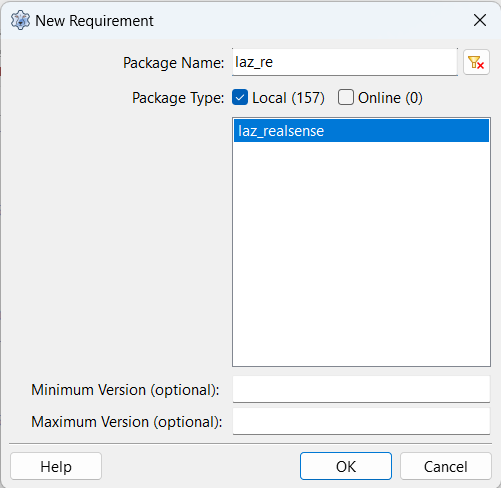 New Requirement
Package Name: laz_re
Package Type: Local (157) Online (0)
laz_realsense
Minimum Version (optional):
Maximum Version (optional):
Help OK Cancel